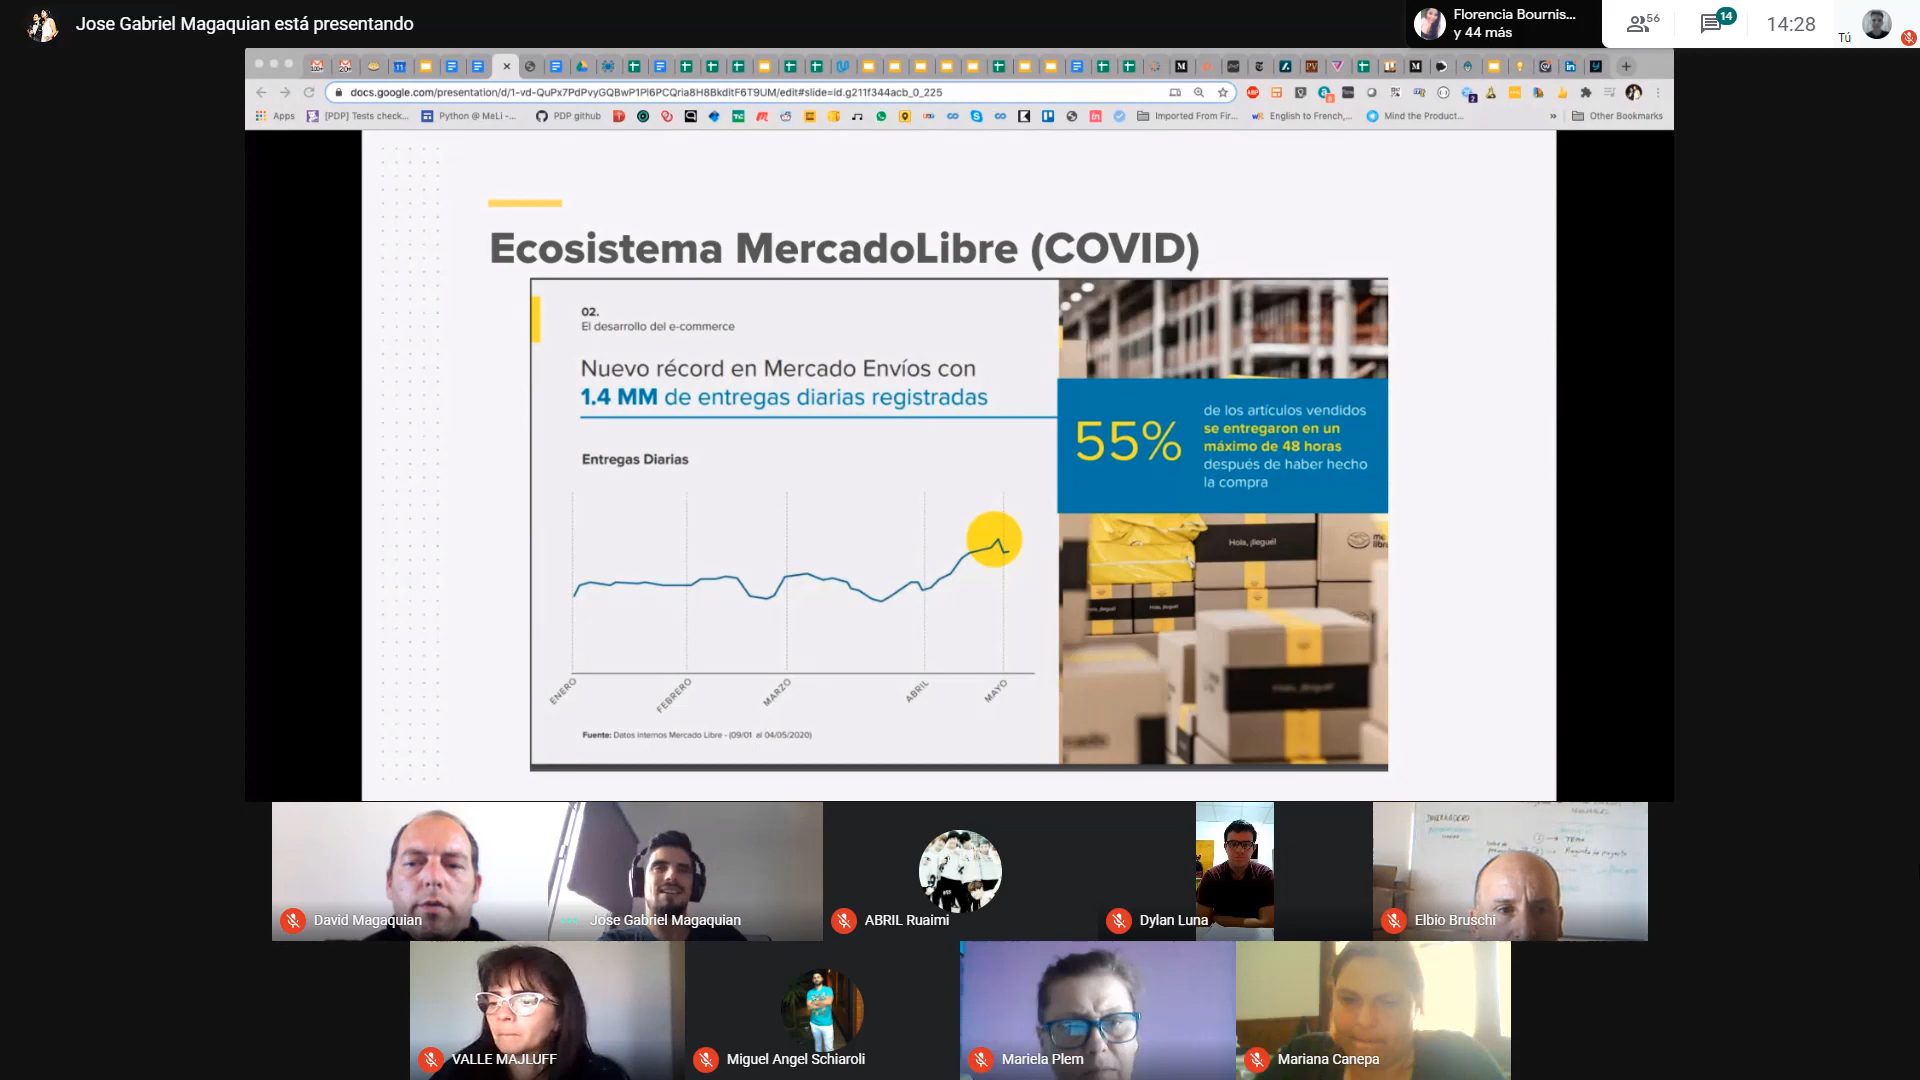 Jose Gabriel Magaquian está presentando
Florencia Bournis...
y 44 más
56
14
14:28
Tú
docs.google.com/presentation/d/1-vd-QuPx7PdPvyGQBwP1Pl6PCQria8H8BkditF6T9UM/edit#slide=id.g211f344acb_0_225
Apps
[PDP] Tests check...
Python @ MeLi -...
PDP github
Imported From Fir...
English to French,...
Mind the Product...
Other Bookmarks
Ecosistema MercadoLibre (COVID)
02.
El desarrollo del e-commerce
Nuevo récord en Mercado Envíos con
1.4 MM de entregas diarias registradas
55%
de los artículos vendidos
se entregaron en un
máximo de 48 horas
después de haber hecho
la compra
Entregas Diarias
Hola, ¡llegué!
ENERO
FEBRERO
MARZO
ABRIL
MAYO
Fuente: Datos internos Mercado Libre - (09/01 al 04/05/2020)
David Magaquian
Jose Gabriel Magaquian
ABRIL Ruaimi
Dylan Luna
Elbio Bruschi
VALLE MAJLUFF
Miguel Angel Schiaroli
Mariela Plem
Mariana Canepa